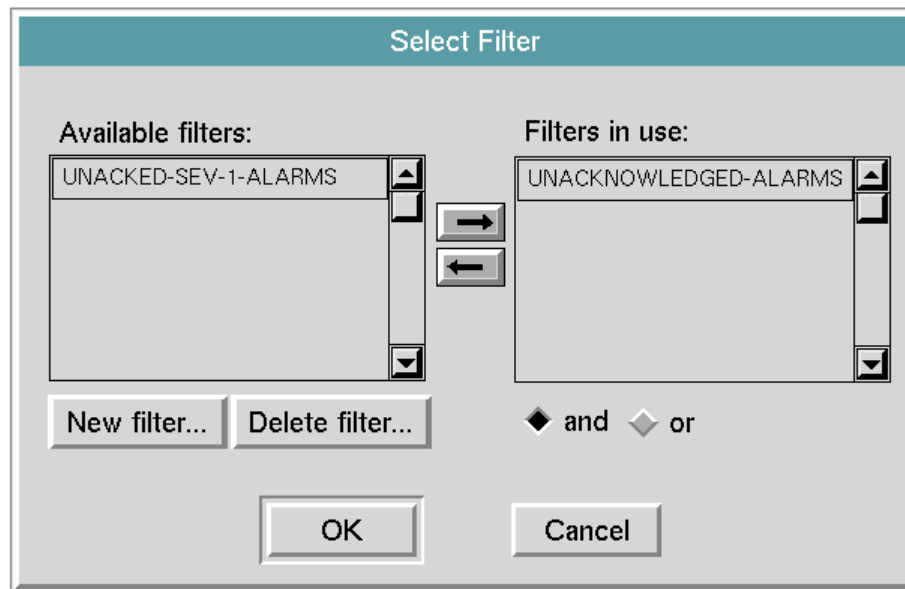 Select Filter
Available filters:
Filters in use:
UNACKED-SEV-1-ALARMS
UNACKNOWLEDGED-ALARMS
New filter...
Delete filter...
and
or
OK
Cancel